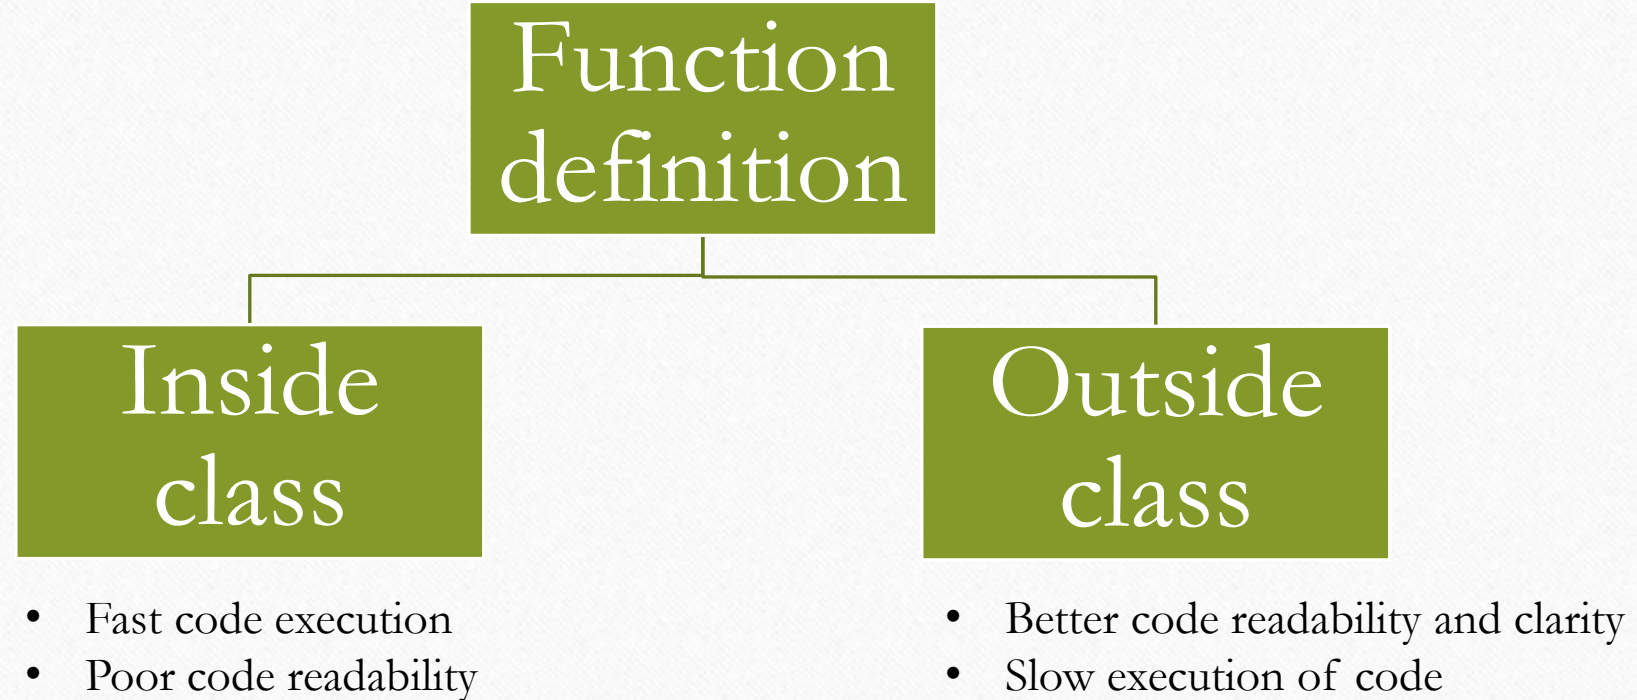 Function
definition
Inside
class
Outside
class
• Fast code execution
• Poor code readability
• Better code readability and clarity
• Slow execution of code